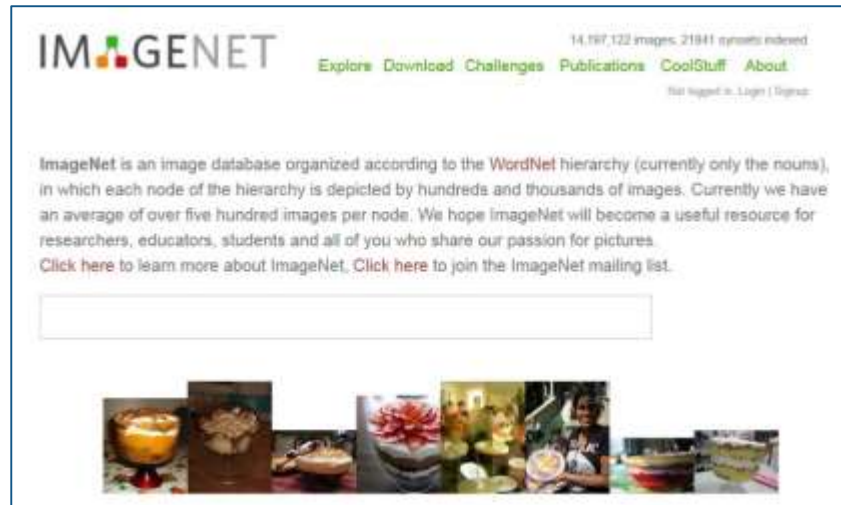 IMAGENET
14,197,122 images, 21841 synsets indexed
Explore Download Challenges Publications CoolStuff About
Not logged in. Login | Signup
ImageNet is an image database organized according to the WordNet hierarchy (currently only the nouns),
in which each node of the hierarchy is depicted by hundreds and thousands of images. Currently we have
an average of over five hundred images per node. We hope ImageNet will become a useful resource for
researchers, educators, students and all of you who share our passion for pictures.
Click here to learn more about ImageNet, Click here to join the ImageNet mailing list.